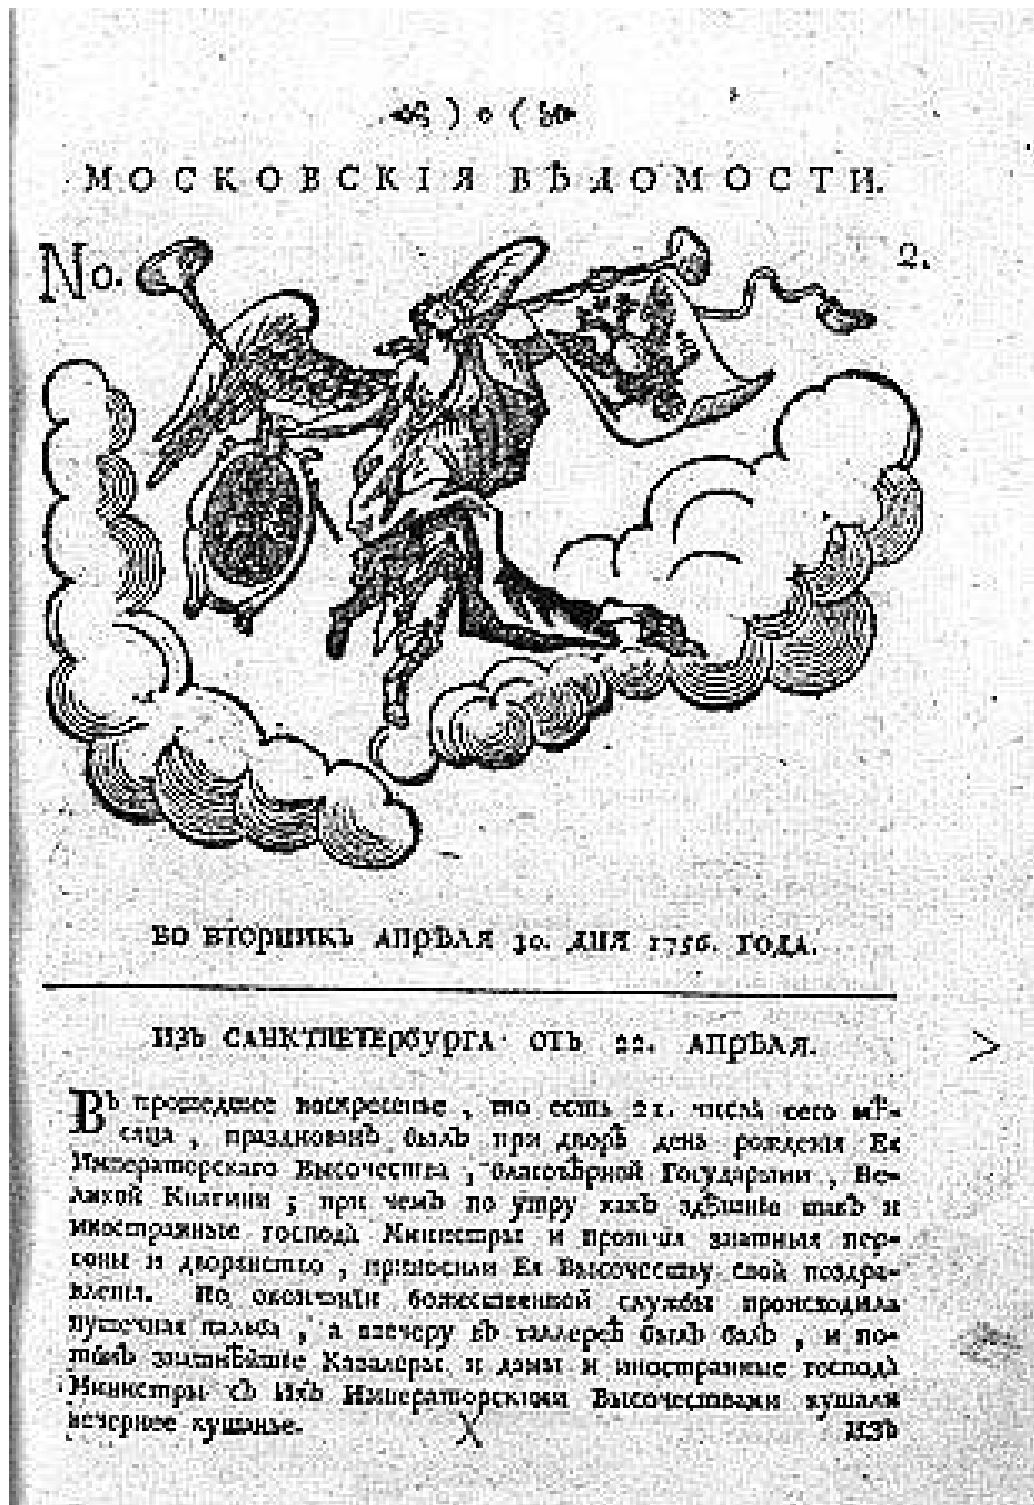 МОСКОВСКІЯ ВѢДОМОСТИ.
No. 2.
ВО ВТОРНИКЪ АПРѢЛЯ 30. ДНЯ 1756. ГОДА.
ИЗЪ САНКТПЕТЕРБУРГА ОТЪ 22. АПРѢЛЯ.
Въ прошедшее воскресенье, то есть 21. числа сего мѣ-
сяца, празднованъ былъ при дворѣ день рожденія Ея
Императорскаго Высочества, благовѣрной Государыни, Ве-
ликой Княгини; при чемъ по утру какъ здѣшніе такъ и
иностранные господа Министры и протчія знатныя пер-
соны и дворянство, приносили Ея Высочеству свои поздра-
вленія. По окончаніи божественной службы происходила
пушечная пальба, а ввечеру въ галлереѣ былъ балъ, и по-
томъ знатнѣйшіе Кавалеры и дамы и иностранные господа
Министры съ Ихъ Императорскими Высочествами кушали
вечернее кушанье.
ИЗЪ